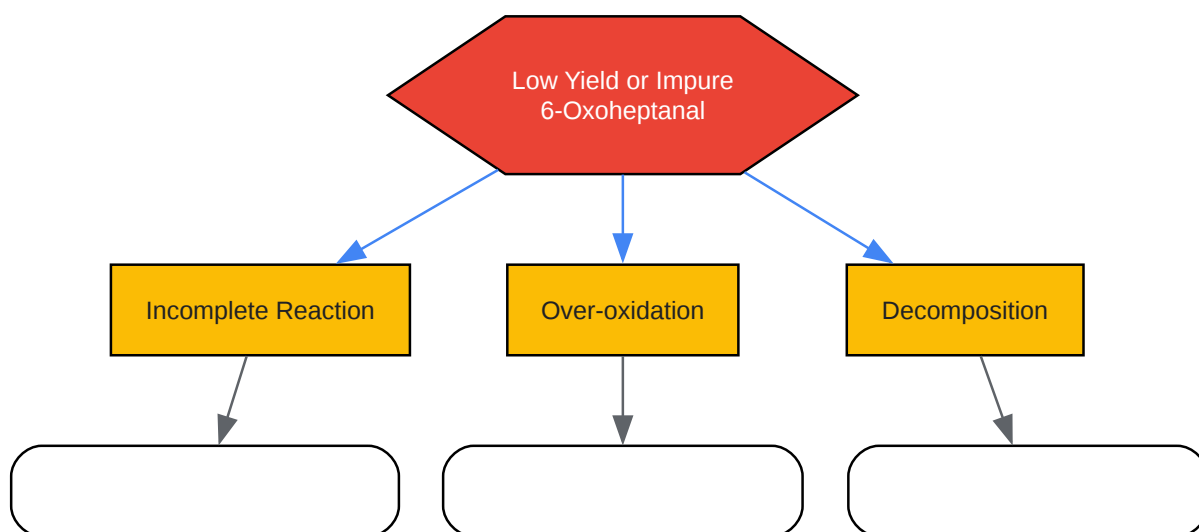 Low Yield or Impure
6-Oxoheptanal
Incomplete Reaction
Over-oxidation
Decomposition